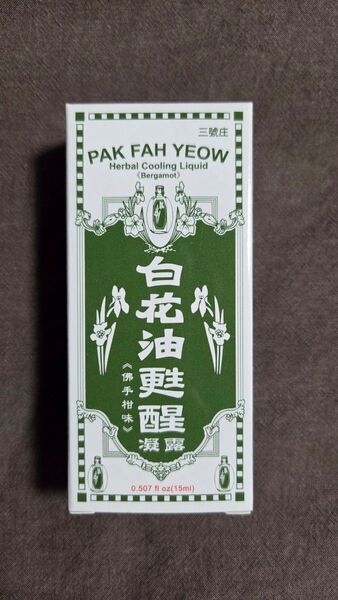 三號庄
PAK FAH YEOW
Herbal Cooling Liquid
《Bergamot》
白花油甦醒
凝露
《佛手柑味》
0.507 fl oz(15ml)